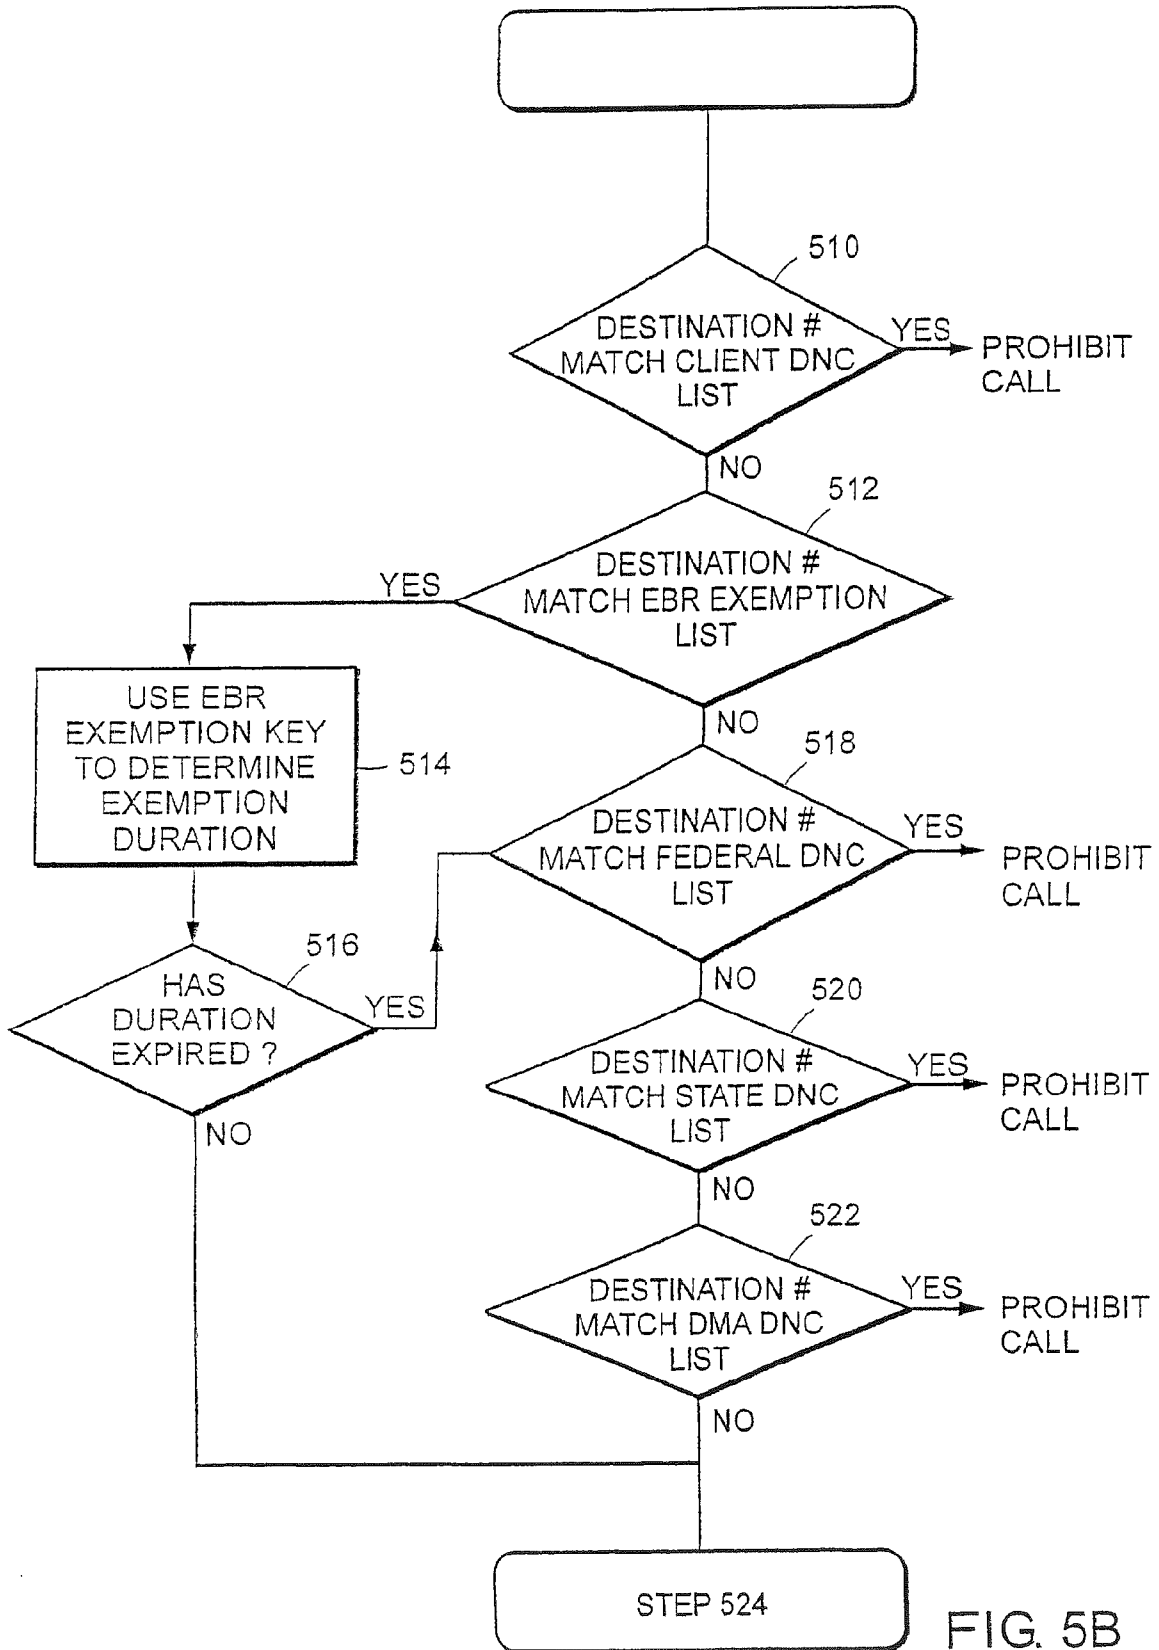 510
DESTINATION #
MATCH CLIENT DNC
LIST
YES
PROHIBIT
CALL
NO
512
DESTINATION #
MATCH EBR EXEMPTION
LIST
YES
NO
USE EBR
EXEMPTION KEY
TO DETERMINE
EXEMPTION
DURATION
514
518
DESTINATION #
MATCH FEDERAL DNC
LIST
YES
PROHIBIT
CALL
NO
516
HAS
DURATION
EXPIRED ?
YES
NO
520
DESTINATION #
MATCH STATE DNC
LIST
YES
PROHIBIT
CALL
NO
522
DESTINATION #
MATCH DMA DNC
LIST
YES
PROHIBIT
CALL
NO
STEP 524
FIG. 5B